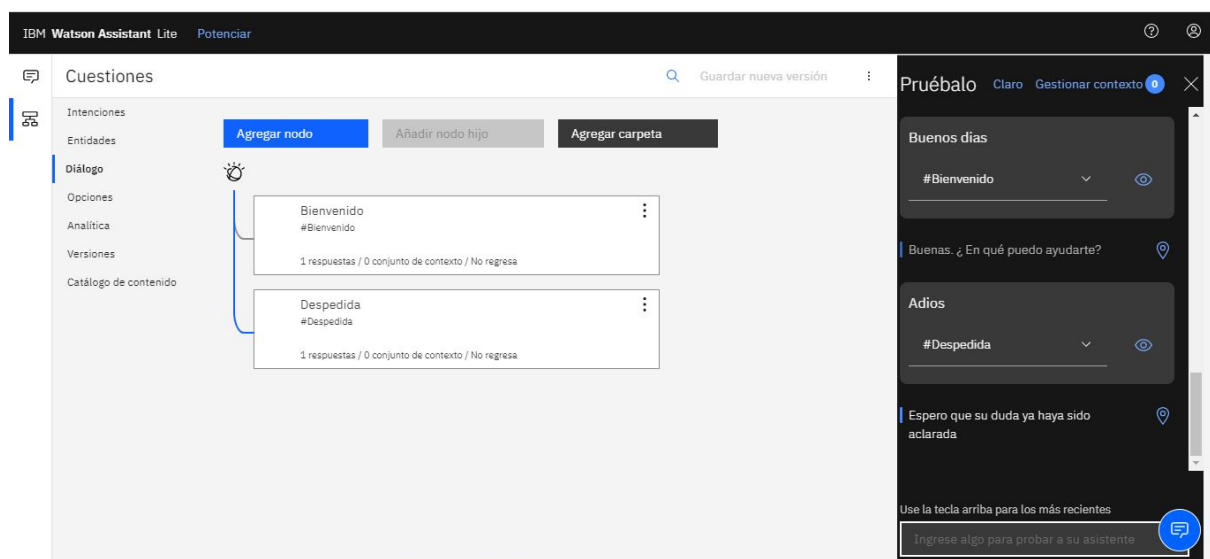 IBM Watson Assistant Lite Potenciar
Cuestiones
Guardar nueva versión
Intenciones
Entidades
Diálogo
Opciones
Analítica
Versiones
Catálogo de contenido
Agregar nodo
Añadir nodo hijo
Agregar carpeta
Bienvenido
#Bienvenido
1 respuestas / 0 conjunto de contexto / No regresa
Despedida
#Despedida
1 respuestas / 0 conjunto de contexto / No regresa
Pruébalo Claro Gestionar contexto 0
Buenos dias
#Bienvenido
Buenas. ¿ En qué puedo ayudarte?
Adios
#Despedida
Espero que su duda ya haya sido
aclarada
Use la tecla arriba para los más recientes
Ingrese algo para probar a su asistente